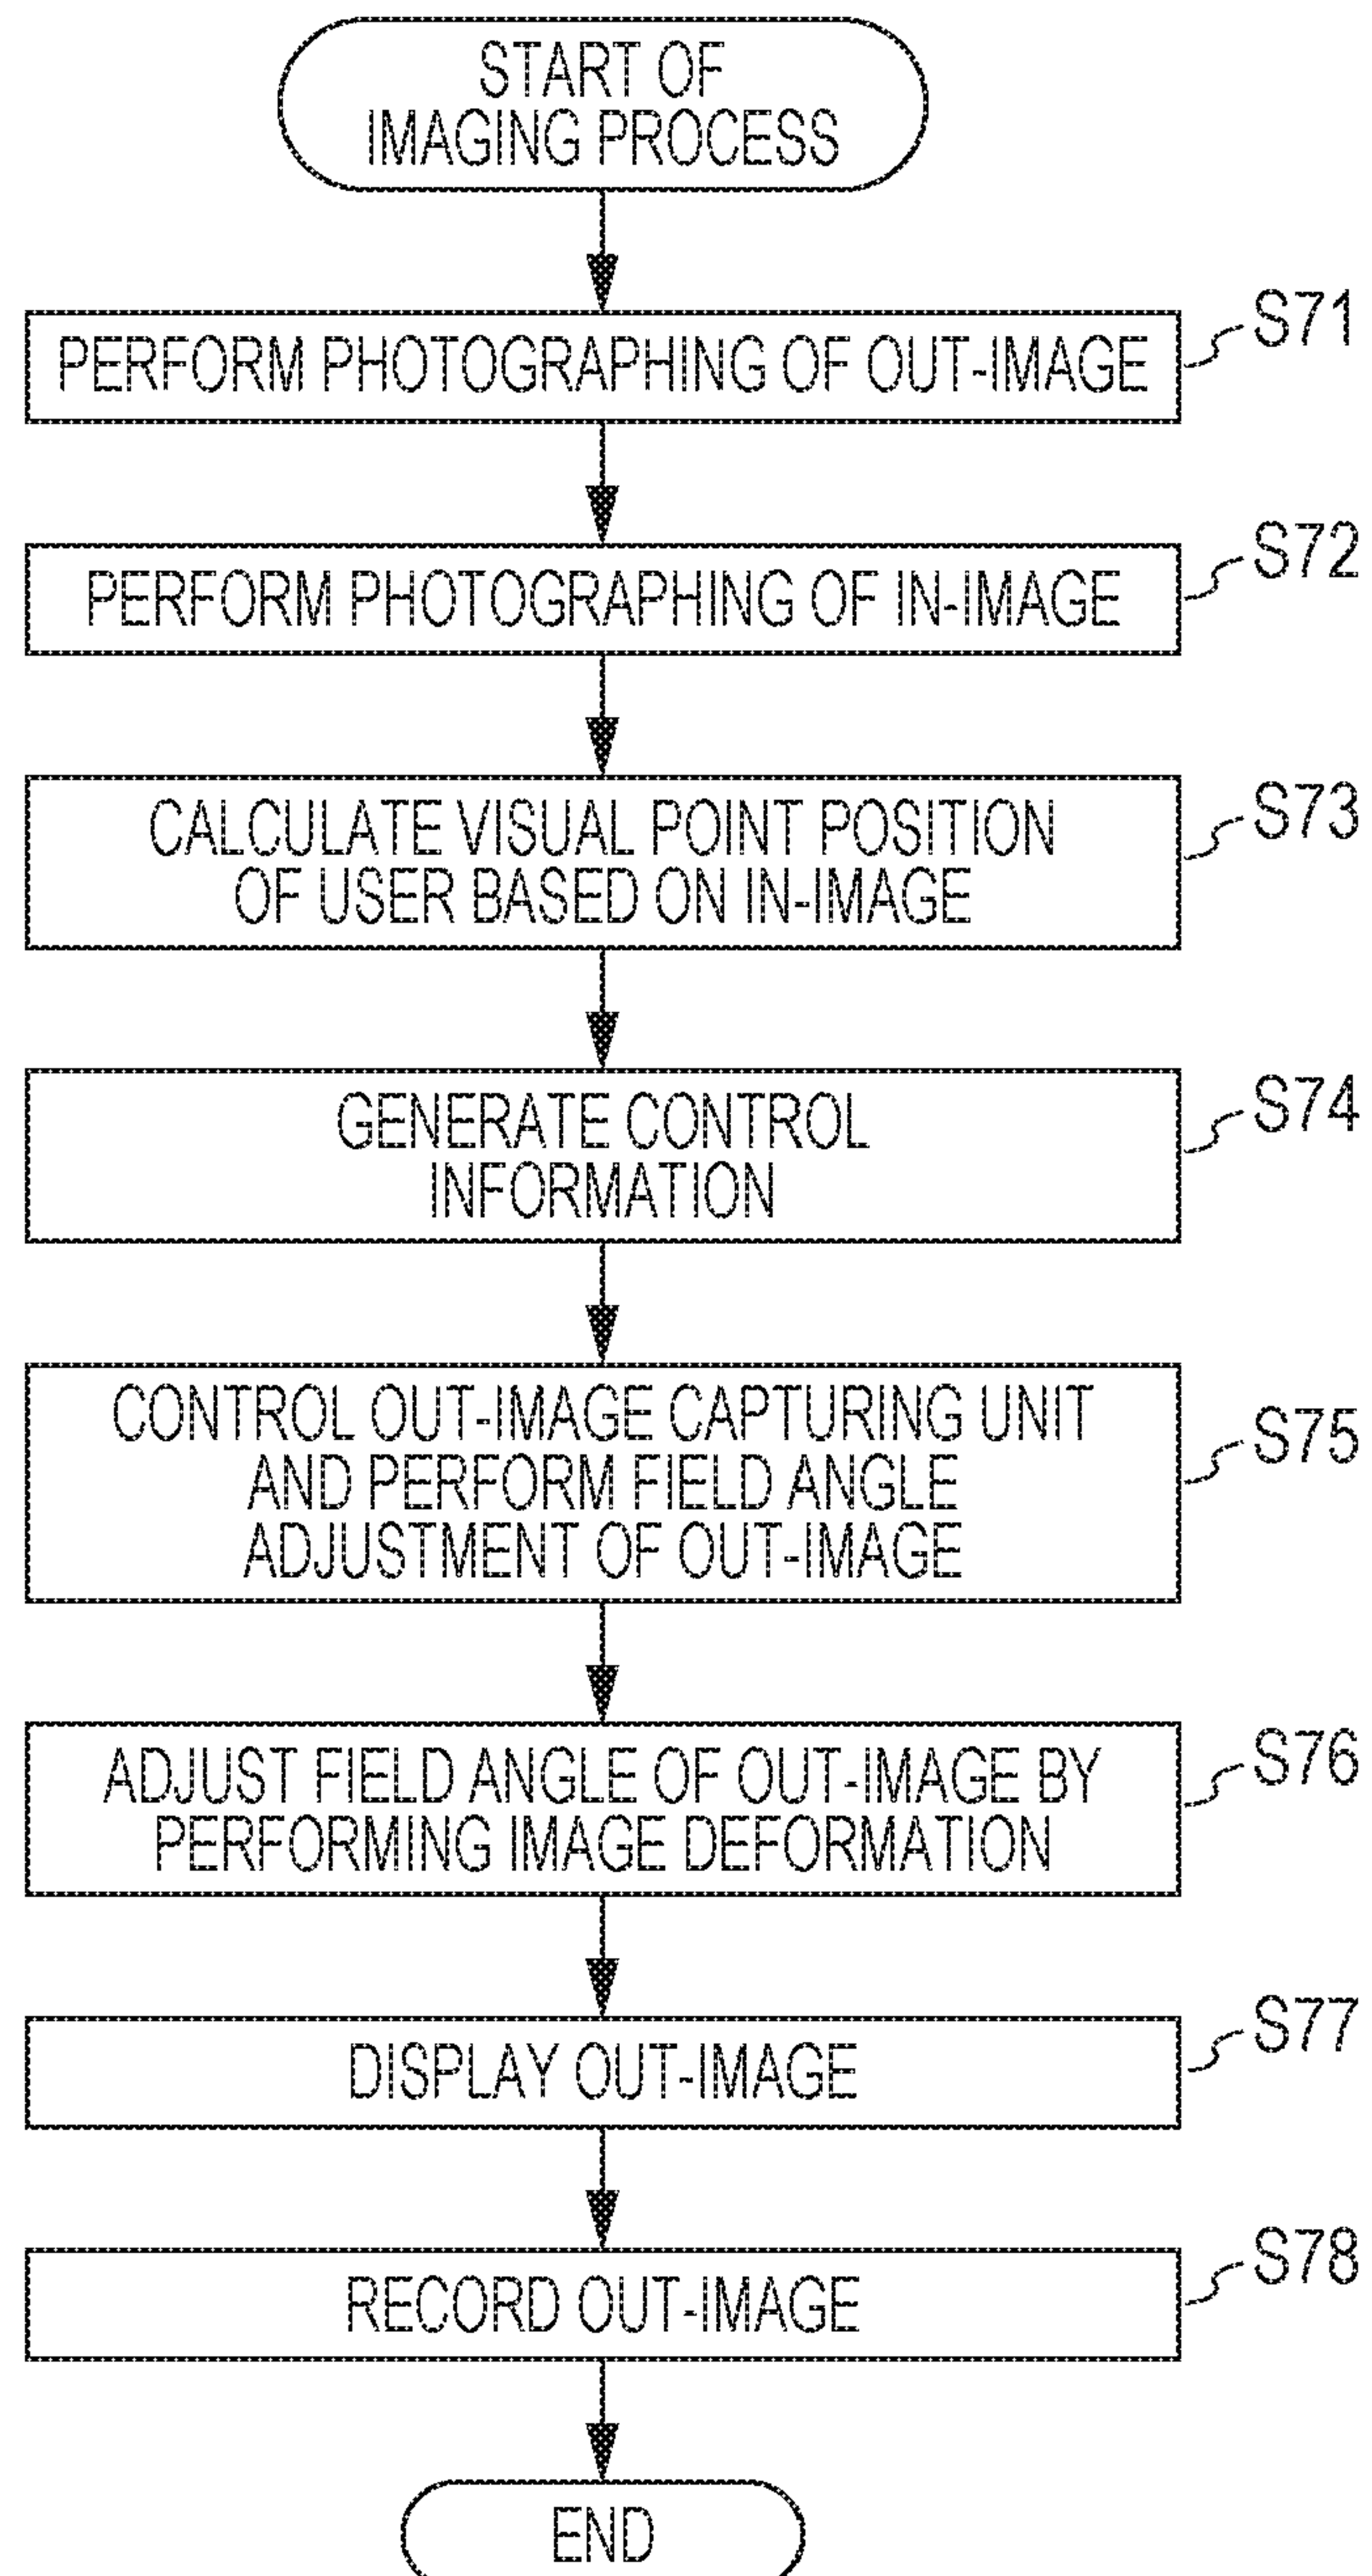 START OF
IMAGING PROCESS
PERFORM PHOTOGRAPHING OF OUT-IMAGE
S71
PERFORM PHOTOGRAPHING OF IN-IMAGE
S72
CALCULATE VISUAL POINT POSITION
OF USER BASED ON IN-IMAGE
S73
GENERATE CONTROL
INFORMATION
S74
CONTROL OUT-IMAGE CAPTURING UNIT
AND PERFORM FIELD ANGLE
ADJUSTMENT OF OUT-IMAGE
S75
ADJUST FIELD ANGLE OF OUT-IMAGE BY
PERFORMING IMAGE DEFORMATION
S76
DISPLAY OUT-IMAGE
S77
RECORD OUT-IMAGE
S78
END